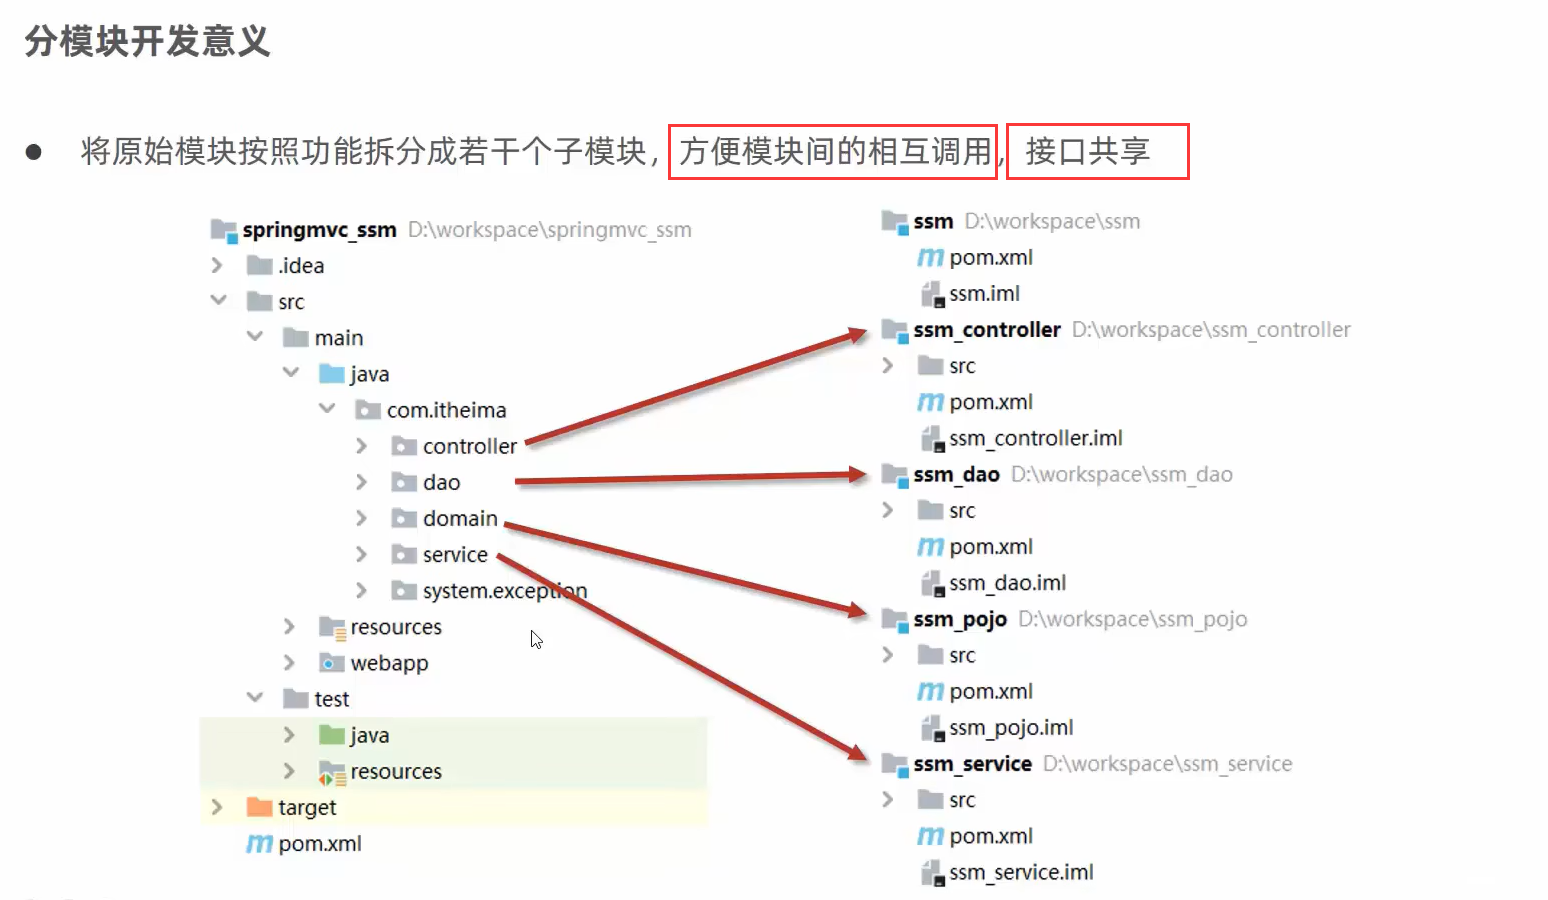 分模块开发意义
● 将原始模块按照功能拆分成若干个子模块，方便模块间的相互调用，接口共享
springmvc_ssm D:\workspace\springmvc_ssm
.idea
src
main
java
com.itheima
controller
dao
domain
service
system.exception
resources
webapp
test
java
resources
target
pom.xml
ssm D:\workspace\ssm
pom.xml
ssm.iml
ssm_controller D:\workspace\ssm_controller
src
pom.xml
ssm_controller.iml
ssm_dao D:\workspace\ssm_dao
src
pom.xml
ssm_dao.iml
ssm_pojo D:\workspace\ssm_pojo
src
pom.xml
ssm_pojo.iml
ssm_service D:\workspace\ssm_service
src
pom.xml
ssm_service.iml